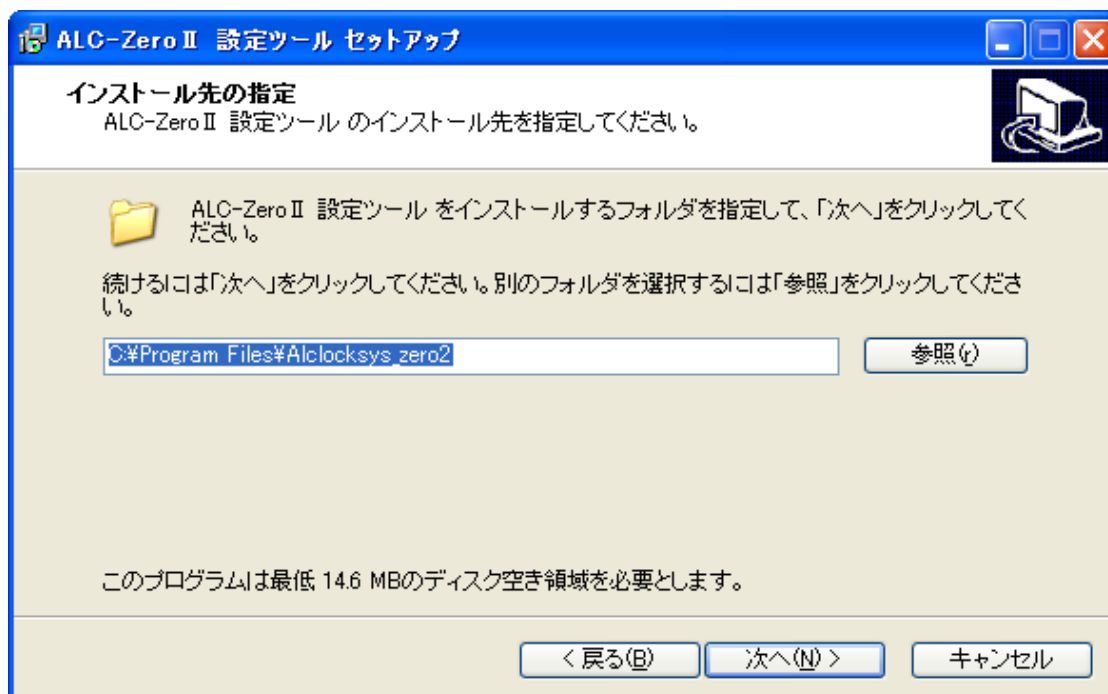 ALC-ZeroⅡ 設定ツール セットアップ
インストール先の指定
ALC-ZeroⅡ 設定ツール のインストール先を指定してください。
ALC-ZeroⅡ 設定ツール をインストールするフォルダを指定して、「次へ」をクリックしてく
ださい。
続けるには「次へ」をクリックしてください。別のフォルダを選択するには「参照」をクリックしてくださ
い。
C:¥Program Files¥Alclocksys_zero2
参照(r)
このプログラムは最低 14.6 MBのディスク空き領域を必要とします。
< 戻る(B)
次へ(N) >
キャンセル